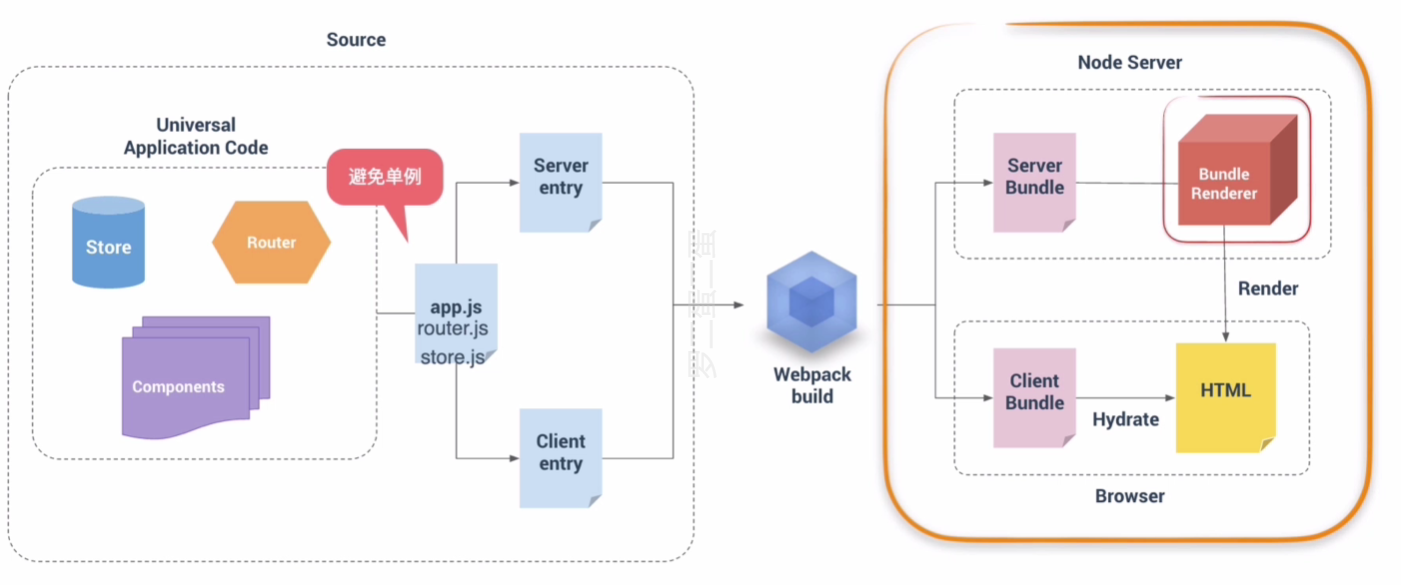 Source
Universal
Application Code
Store
Router
Components
避免单例
app.js
router.js
store.js
Server
entry
Client
entry
Webpack
build
Node Server
Server
Bundle
Bundle
Renderer
Render
Client
Bundle
Hydrate
HTML
Browser